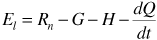 E_l = R_n − G − H − dQ/dt